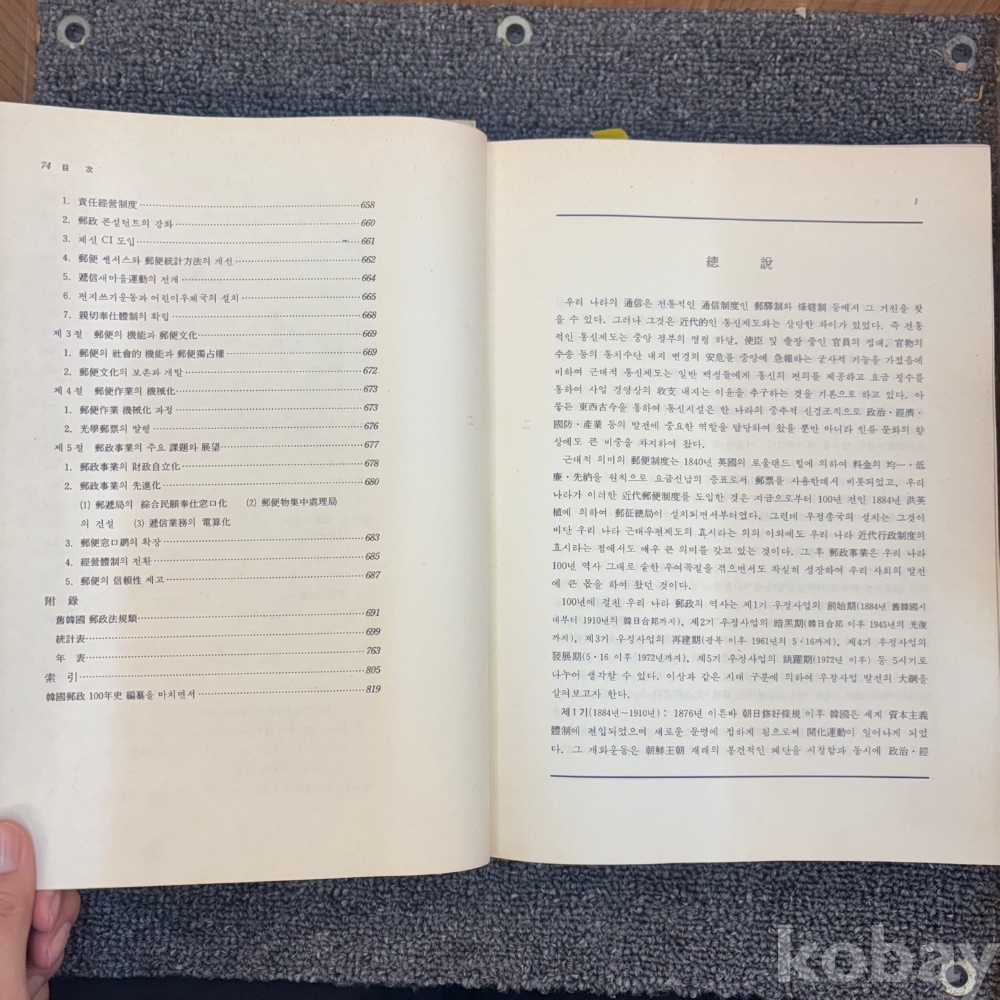 74 目 次
1. 責任經營制度 658
2. 郵政 콘설턴트의 강화 660
3. 체신 CI 도입 661
4. 郵便 쎈서스와 郵便統計方法의 개선 662
5. 遞信새마을運動의 전개 664
6. 편지쓰기운동과 어린이우체국의 설치 665
7. 親切奉仕體制의 확립 668
제 3 절 郵便의 機能과 郵便文化 669
1. 郵便의 社會的 機能과 郵便獨占權 669
2. 郵便文化의 보존과 개발 672
제 4 절 郵便作業의 機械化 673
1. 郵便作業 機械化 과정 673
2. 光學郵票의 발행 676
제 5 절 郵政事業의 주요 課題와 展望 677
1. 郵政事業의 財政自立化 678
2. 郵政事業의 先進化 680
(1) 郵遞局의 綜合民願奉仕窓口化 (2) 郵便物集中處理局
의 건설 (3) 遞信業務의 電算化
3. 郵便窓口網의 확장 683
4. 經營體制의 전환 685
5. 郵便의 信賴性 제고 687
附 錄
舊韓國 郵政法規類 691
統計表 699
年 表 763
索 引 805
韓國郵政 100年史 編纂을 마치면서 819
1
總 說
우리 나라의 通信은 전통적인 通信制度인 郵驛制와 烽燧制 등에서 그 기원을 찾
을 수 있다. 그러나 그것은 近代的인 통신제도와는 상당한 차이가 있었다. 즉 전통
적인 통신제도는 중앙 정부의 명령 하달, 使臣 및 출장 중인 官員의 접대, 官物의
수송 등의 통치수단 내지 변경의 安危를 중앙에 急報하는 군사적 기능을 가졌음에
비하여 근대적 통신제도는 일반 백성들에게 통신의 편의를 제공하고 요금 징수를
통하여 사업 경영상의 收支 내지는 이윤을 추구하는 것을 기본으로 하고 있다. 아
뭏든 東西古今을 통하여 통신시설은 한 나라의 중추적 신경조직으로 政治・經濟・
國防・產業 등의 발전에 중요한 역할을 담당하여 왔을 뿐만 아니라 인류 문화의 향
상에도 큰 비중을 차지하여 왔다.
근대적 의미의 郵便制度는 1840년 英國의 로울랜드 힐에 의하여 料金의 均一・低
廉・先納을 원칙으로 요금선납의 증표로서 郵票를 사용한데서 비롯되었고, 우리
나라가 이러한 近代郵便制度를 도입한 것은 지금으로부터 100년 전인 1884년 洪英
植에 의하여 郵征總局이 설치되면서부터였다. 그런데 우정총국의 설치는 그것이
비단 우리 나라 근대우편제도의 효시라는 의의 이외에도 우리 나라 近代行政制度의
효시라는 점에서도 매우 큰 의미를 갖고 있는 것이다. 그 후 郵政事業은 우리 나라
100년 역사 그대로 숱한 우여곡절을 겪으면서도 착실히 성장하여 우리 사회의 발전
에 큰 몫을 하여 왔던 것이다.
100년에 걸친 우리 나라 郵政의 역사는 제1기 우정사업의 創始期(1884년 舊韓國시
대부터 1910년의 韓日合邦까지), 제2기 우정사업의 暗黑期(韓日合邦 이후 1945년의 光復
까지), 제3기 우정사업의 再建期(광복 이후 1961년의 5・16까지), 제4기 우정사업의
發展期(5・16 이후 1972년까지), 제5기 우정사업의 跳躍期(1972년 이후) 등 5시기로
나누어 생각할 수 있다. 이상과 같은 시대 구분에 의하여 우정사업 발전의 大綱을
살펴보고자 한다.
제 1 기(1884년～1910년) : 1876년 이른바 朝日修好條規 이후 韓國은 세계 資本主義
體制에 편입되었으며 새로운 문명에 접하게 됨으로써 開化運動이 일어나게 되었
다. 그 개화운동은 朝鮮王朝 재래의 봉건적인 폐단을 시정함과 동시에 政治・經
kobay